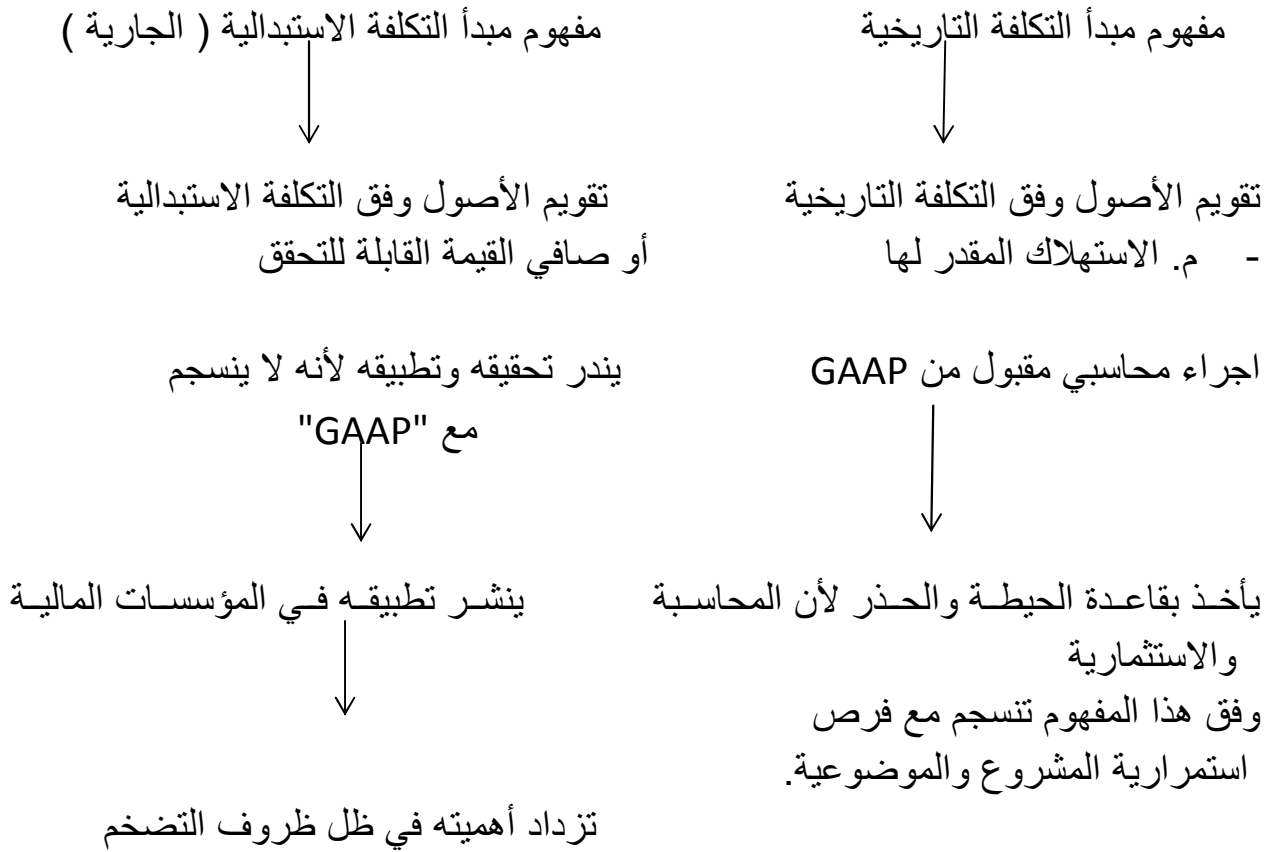 مفهوم مبدأ التكلفة التاريخية
مفهوم مبدأ التكلفة الاستبدالية ( الجارية )
تقويم الأصول وفق التكلفة التاريخية
تقويم الأصول وفق التكلفة الاستبدالية
- م. الاستهلاك المقدر لها
أو صافي القيمة القابلة للتحقق
اجراء محاسبي مقبول من GAAP
يندر تحقيقه وتطبيقه لأنه لا ينسجم
مع "GAAP"
يأخذ بقاعدة الحيطة والحذر لأن المحاسبة
ينشر تطبيقه في المؤسسات المالية
والاستثمارية
وفق هذا المفهوم تنسجم مع فرص
استمرارية المشروع والموضوعية.
تزداد أهميته في ظل ظروف التضخم